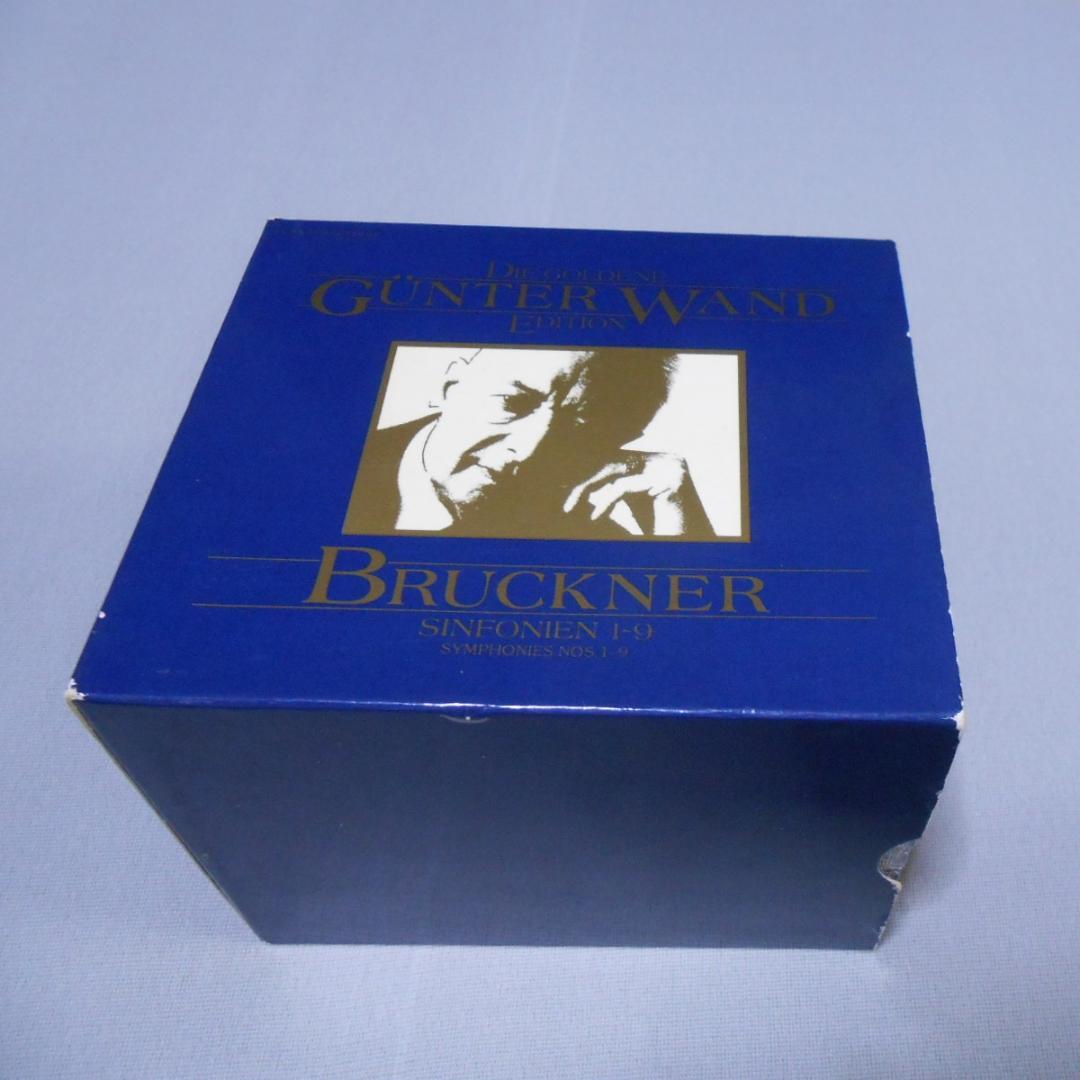 DIE GOLDENE
GÜNTER WAND
EDITION
BRUCKNER
SINFONIEN 1-9
SYMPHONIES NOS. 1-9